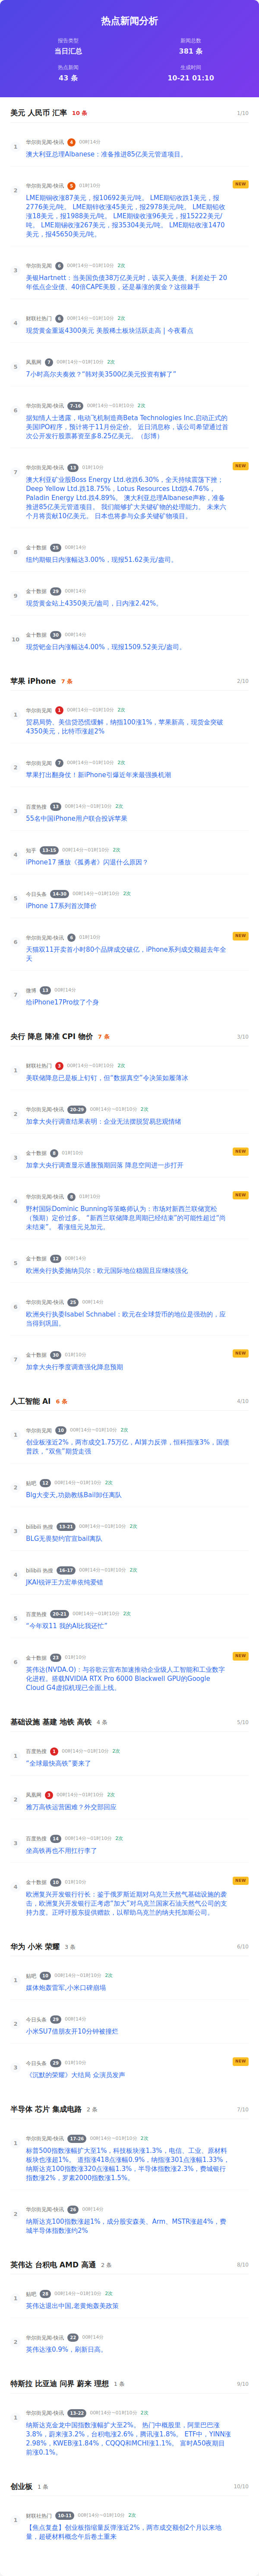 热点新闻分析
报告类型
当日汇总
新闻总数
381 条
热点新闻
43 条
生成时间
10-21 01:10
美元 人民币 汇率 10 条 1/10
1 华尔街见闻-快讯 4 00时14分
澳大利亚总理Albanese：准备推进85亿美元管道项目。
2 华尔街见闻-快讯 5 01时10分 NEW
LME期铜收涨87美元，报10692美元/吨。 LME期铝收跌1美元，报
2776美元/吨。 LME期锌收涨45美元，报2978美元/吨。 LME期铅收
涨18美元，报1988美元/吨。 LME期镍收涨96美元，报15222美元/
吨。 LME期锡收涨267美元，报35304美元/吨。 LME期钴收涨1470
美元，报45650美元/吨。
3 华尔街见闻 6 00时14分~01时10分 2次
美银Hartnett：当美国负债38万亿美元时，该买入美债、利差处于 20
年低点企业债、40倍CAPE美股，还是暴涨的黄金？这很棘手
4 财联社热门 6 00时14分~01时10分 2次
现货黄金重返4300美元 美股稀土板块活跃走高 | 今夜看点
5 凤凰网 7 00时14分~01时10分 2次
7小时高尔夫奏效？“韩对美3500亿美元投资有解了”
6 华尔街见闻-快讯 7-16 00时14分~01时10分 2次
据知情人士透露，电动飞机制造商Beta Technologies Inc.启动正式的
美国IPO程序，预计将于11月份定价。 近日消息称，该公司希望通过首
次公开发行股票募资至多8.25亿美元。（彭博）
7 华尔街见闻-快讯 13 01时10分 NEW
澳大利亚矿业股Boss Energy Ltd.收跌6.30%，全天持续震荡下挫；
Deep Yellow Ltd.跌18.75%，Lotus Resources Ltd跌4.76%，
Paladin Energy Ltd.跌4.89%。 澳大利亚总理Albanese声称，准备
推进85亿美元管道项目。 我们能够扩大关键矿物的处理能力。 未来六
个月将贡献10亿美元。 日本也将参与众多关键矿物项目。
8 金十数据 25 00时14分
纽约期银日内涨幅达3.00%，现报51.62美元/盎司。
9 金十数据 29 00时14分
现货黄金站上4350美元/盎司，日内涨2.42%。
10 金十数据 30 00时14分
现货钯金日内涨幅达4.00%，现报1509.52美元/盎司。
苹果 iPhone 7 条 2/10
1 华尔街见闻 1 00时14分~01时10分 2次
贸易局势、美信贷恐慌缓解，纳指100涨1%，苹果新高，现货金突破
4350美元，比特币涨超2%
2 华尔街见闻 7 00时14分~01时10分 2次
苹果打出翻身仗！新iPhone引爆近年来最强换机潮
3 百度热搜 13 00时14分~01时10分 2次
55名中国iPhone用户联合投诉苹果
4 知乎 13-15 00时14分~01时10分 2次
iPhone17 播放《孤勇者》闪退什么原因？
5 今日头条 14-30 00时14分~01时10分 2次
iPhone 17系列首次降价
6 华尔街见闻-快讯 6 01时10分 NEW
天猫双11开卖首小时80个品牌成交破亿，iPhone系列成交额超去年全
天
7 微博 13 00时14分
给iPhone17Pro纹了个身
央行 降息 降准 CPI 物价 7 条 3/10
1 财联社热门 3 00时14分~01时10分 2次
美联储降息已是板上钉钉，但“数据真空”令决策如履薄冰
2 华尔街见闻-快讯 20-29 00时14分~01时10分 2次
加拿大央行调查结果表明：企业无法摆脱贸易悲观情绪
3 金十数据 8 01时10分 NEW
加拿大央行调查显示通胀预期回落 降息空间进一步打开
4 华尔街见闻-快讯 9 01时10分 NEW
野村国际Dominic Bunning等策略师认为：市场对新西兰联储宽松
（预期）定价过多。 “新西兰联储降息周期已经结束”的可能性超过“尚
未结束”。 看涨纽元兑加元。
5 金十数据 12 00时14分
欧洲央行执委施纳贝尔：欧元国际地位稳固且应继续强化
6 华尔街见闻-快讯 25 00时14分
欧洲央行执委Isabel Schnabel：欧元在全球货币的地位是强劲的，应
当得到巩固。
7 金十数据 30 01时10分 NEW
加拿大央行季度调查强化降息预期
人工智能 AI 6 条 4/10
1 华尔街见闻 10 00时14分~01时10分 2次
创业板涨近2%，两市成交1.75万亿，AI算力反弹，恒科指涨3%，国债
普跌，“双焦”期货走强
2 贴吧 12 00时14分~01时10分 2次
Blg大变天,功勋教练Bail卸任离队
3 bilibili 热搜 13-21 00时14分~01时10分 2次
BLG无畏契约官宣bail离队
4 bilibili 热搜 16-17 00时14分~01时10分 2次
JKAI锐评王力宏单依纯爱错
5 百度热搜 20-21 00时14分~01时10分 2次
“今年双11 我的AI比我还忙”
6 金十数据 23 01时10分 NEW
英伟达(NVDA.O)：与谷歌云宣布加速推动企业级人工智能和工业数字
化进程。搭载NVIDIA RTX Pro 6000 Blackwell GPU的Google
Cloud G4虚拟机现已全面上线。
基础设施 基建 地铁 高铁 4 条 5/10
1 百度热搜 1 00时14分~01时10分 2次
“全球最快高铁”要来了
2 凤凰网 3 00时14分~01时10分 2次
雅万高铁运营困难？外交部回应
3 百度热搜 14 00时14分~01时10分 2次
坐高铁再也不用扛行李了
4 金十数据 10 01时10分 NEW
欧洲复兴开发银行行长：鉴于俄罗斯近期对乌克兰天然气基础设施的袭
击，欧洲复兴开发银行正考虑“加大”对乌克兰国家石油天然气公司的支
持力度。正呼吁股东提供赠款，以帮助乌克兰的纳夫托加斯公司。
华为 小米 荣耀 3 条 6/10
1 贴吧 10 00时14分~01时10分 2次
媒体炮轰雷军,小米口碑崩塌
2 今日头条 29 00时14分
小米SU7借朋友开10分钟被撞烂
3 今日头条 29 01时10分 NEW
《沉默的荣耀》大结局 众演员发声
半导体 芯片 集成电路 2 条 7/10
1 华尔街见闻-快讯 17-26 00时14分~01时10分 2次
标普500指数涨幅扩大至1%，科技板块涨1.3%，电信、工业、原材料
板块也涨超1%。 道指涨418点涨幅0.9%，纳指涨301点涨幅1.33%，
纳斯达克100指数涨320点涨幅1.3%，半导体指数涨2.3%，费城银行
指数涨2%，罗素2000指数涨1.5%。
2 华尔街见闻-快讯 26 00时14分
纳斯达克100指数涨超1%，成分股安森美、Arm、MSTR涨超4%，费
城半导体指数涨约2%
英伟达 台积电 AMD 高通 2 条 8/10
1 贴吧 28 00时14分~01时10分 2次
英伟达退出中国,老黄炮轰美政策
2 华尔街见闻-快讯 22 00时14分
英伟达涨0.9%，刷新日高。
特斯拉 比亚迪 问界 蔚来 理想 1 条 9/10
1 华尔街见闻-快讯 13-22 00时14分~01时10分 2次
纳斯达克金龙中国指数涨幅扩大至2%。 热门中概股里，阿里巴巴涨
3.8%，蔚来涨3.2%，台积电涨2.6%，腾讯涨1.8%。 ETF中，YINN涨
2.98%，KWEB涨1.84%，CQQQ和MCHI涨1.1%。 富时A50夜期目
前涨0.1%。
创业板 1 条 10/10
1 财联社热门 10-11 00时14分~01时10分 2次
【焦点复盘】创业板指缩量反弹涨近2%，两市成交额创2个月以来地
量，超硬材料概念午后卷土重来